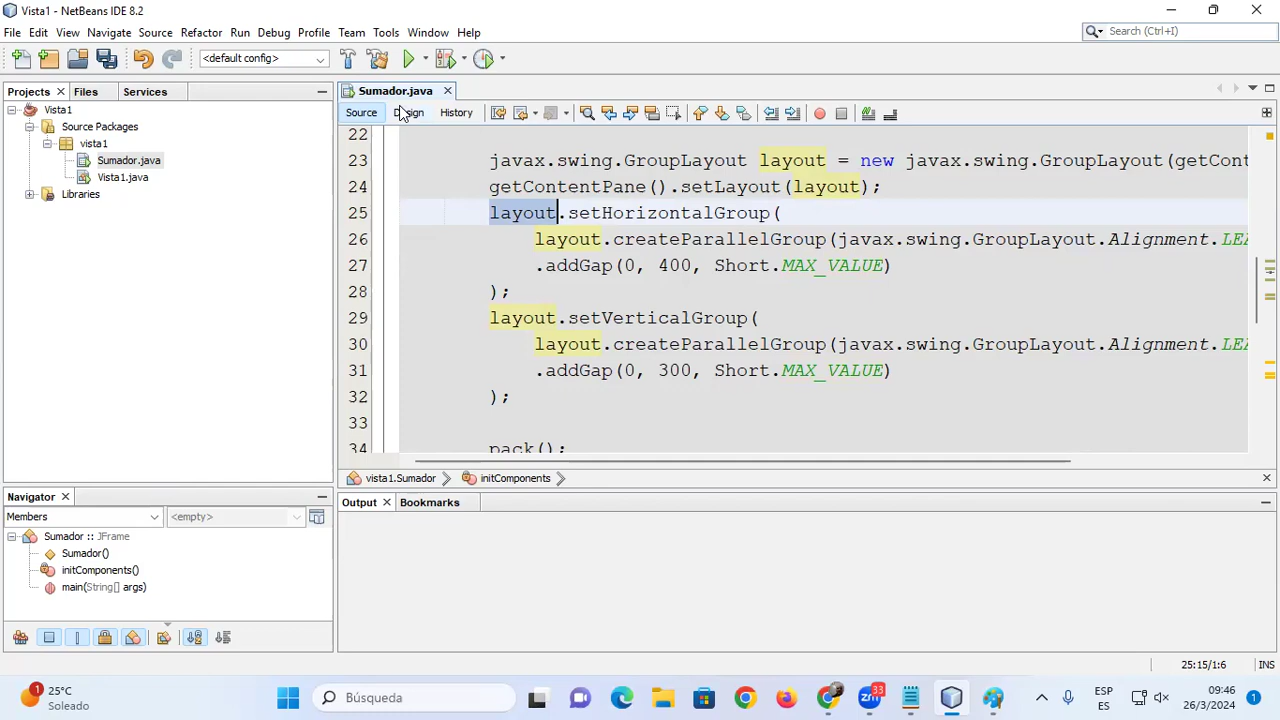 Vista1 - NetBeans IDE 8.2
File Edit View Navigate Source Refactor Run Debug Profile Team Tools Window Help
Search (Ctrl+I)
<default config>
Projects Files Services
Sumador.java
Source Design History
Vista1
Source Packages
vista1
Sumador.java
Vista1.java
Libraries
22
23 javax.swing.GroupLayout layout = new javax.swing.GroupLayout(getCont
24 getContentPane().setLayout(layout);
25 layout.setHorizontalGroup(
26 layout.createParallelGroup(javax.swing.GroupLayout.Alignment.LEA
27 .addGap(0, 400, Short.MAX_VALUE)
28 );
29 layout.setVerticalGroup(
30 layout.createParallelGroup(javax.swing.GroupLayout.Alignment.LEA
31 .addGap(0, 300, Short.MAX_VALUE)
32 );
33
34 pack();
vista1.Sumador initComponents
Navigator
Members <empty>
Sumador :: JFrame
Sumador()
initComponents()
main(String[] args)
Output Bookmarks
25:15/1:6 INS
1
25°C
Soleado
Búsqueda
33
ESP
ES
09:46
26/3/2024
1